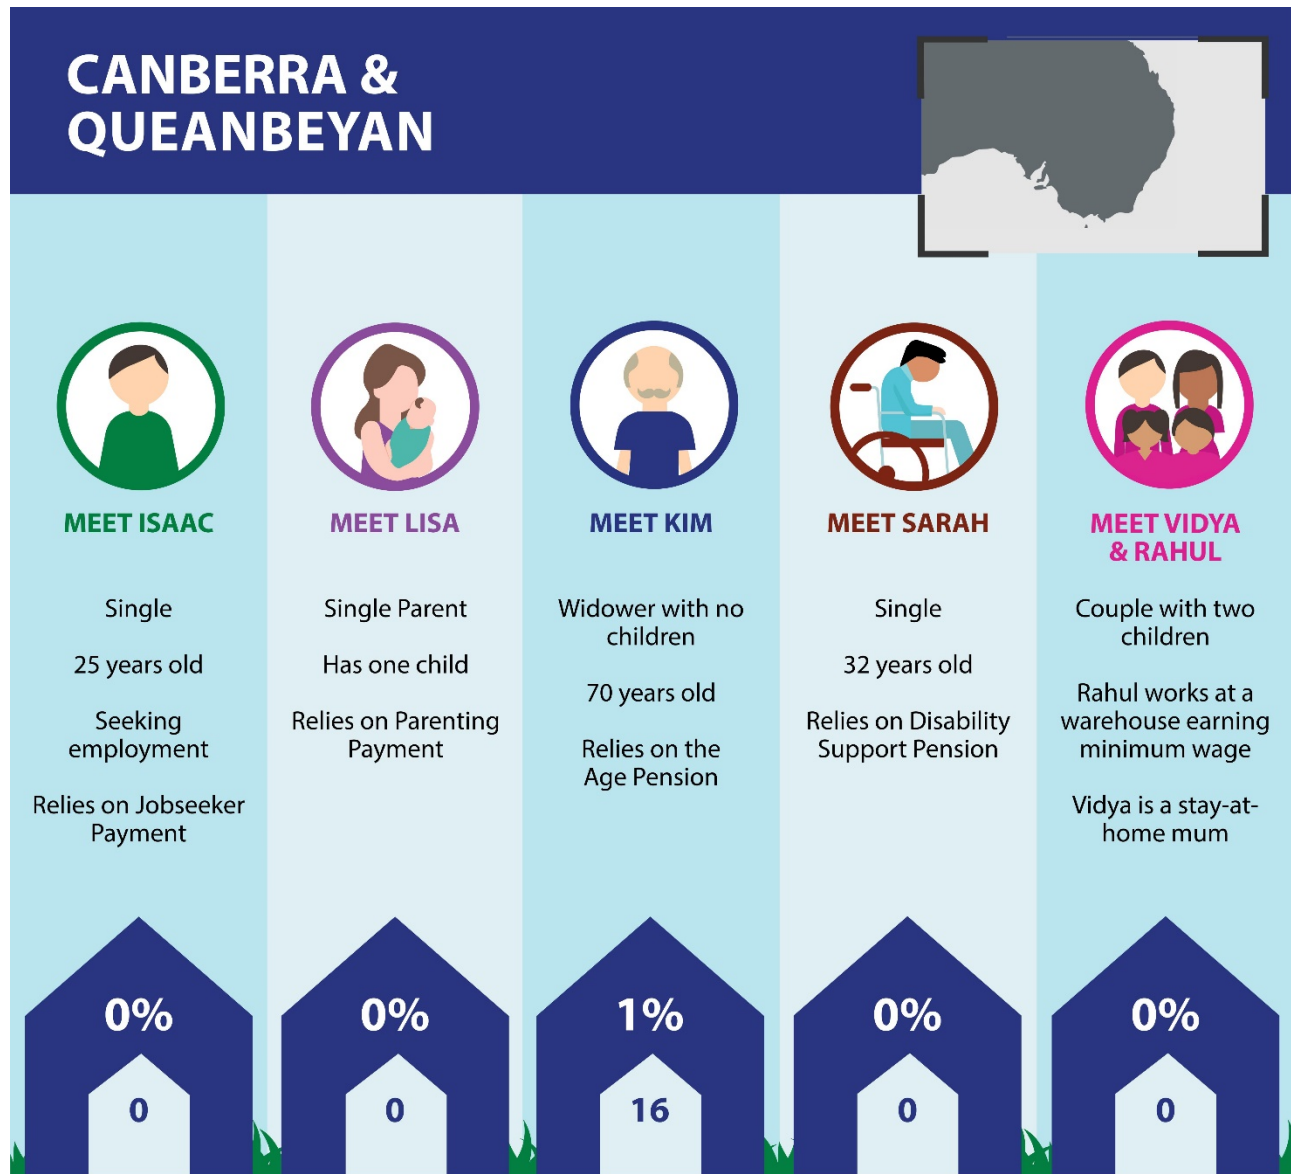 CANBERRA &
QUEANBEYAN
MEET ISAAC
Single
25 years old
Seeking
employment
Relies on Jobseeker
Payment
0%
0
MEET LISA
Single Parent
Has one child
Relies on Parenting
Payment
0%
0
MEET KIM
Widower with no
children
70 years old
Relies on the
Age Pension
1%
16
MEET SARAH
Single
32 years old
Relies on Disability
Support Pension
0%
0
MEET VIDYA
& RAHUL
Couple with two
children
Rahul works at a
warehouse earning
minimum wage
Vidya is a stay-at-
home mum
0%
0